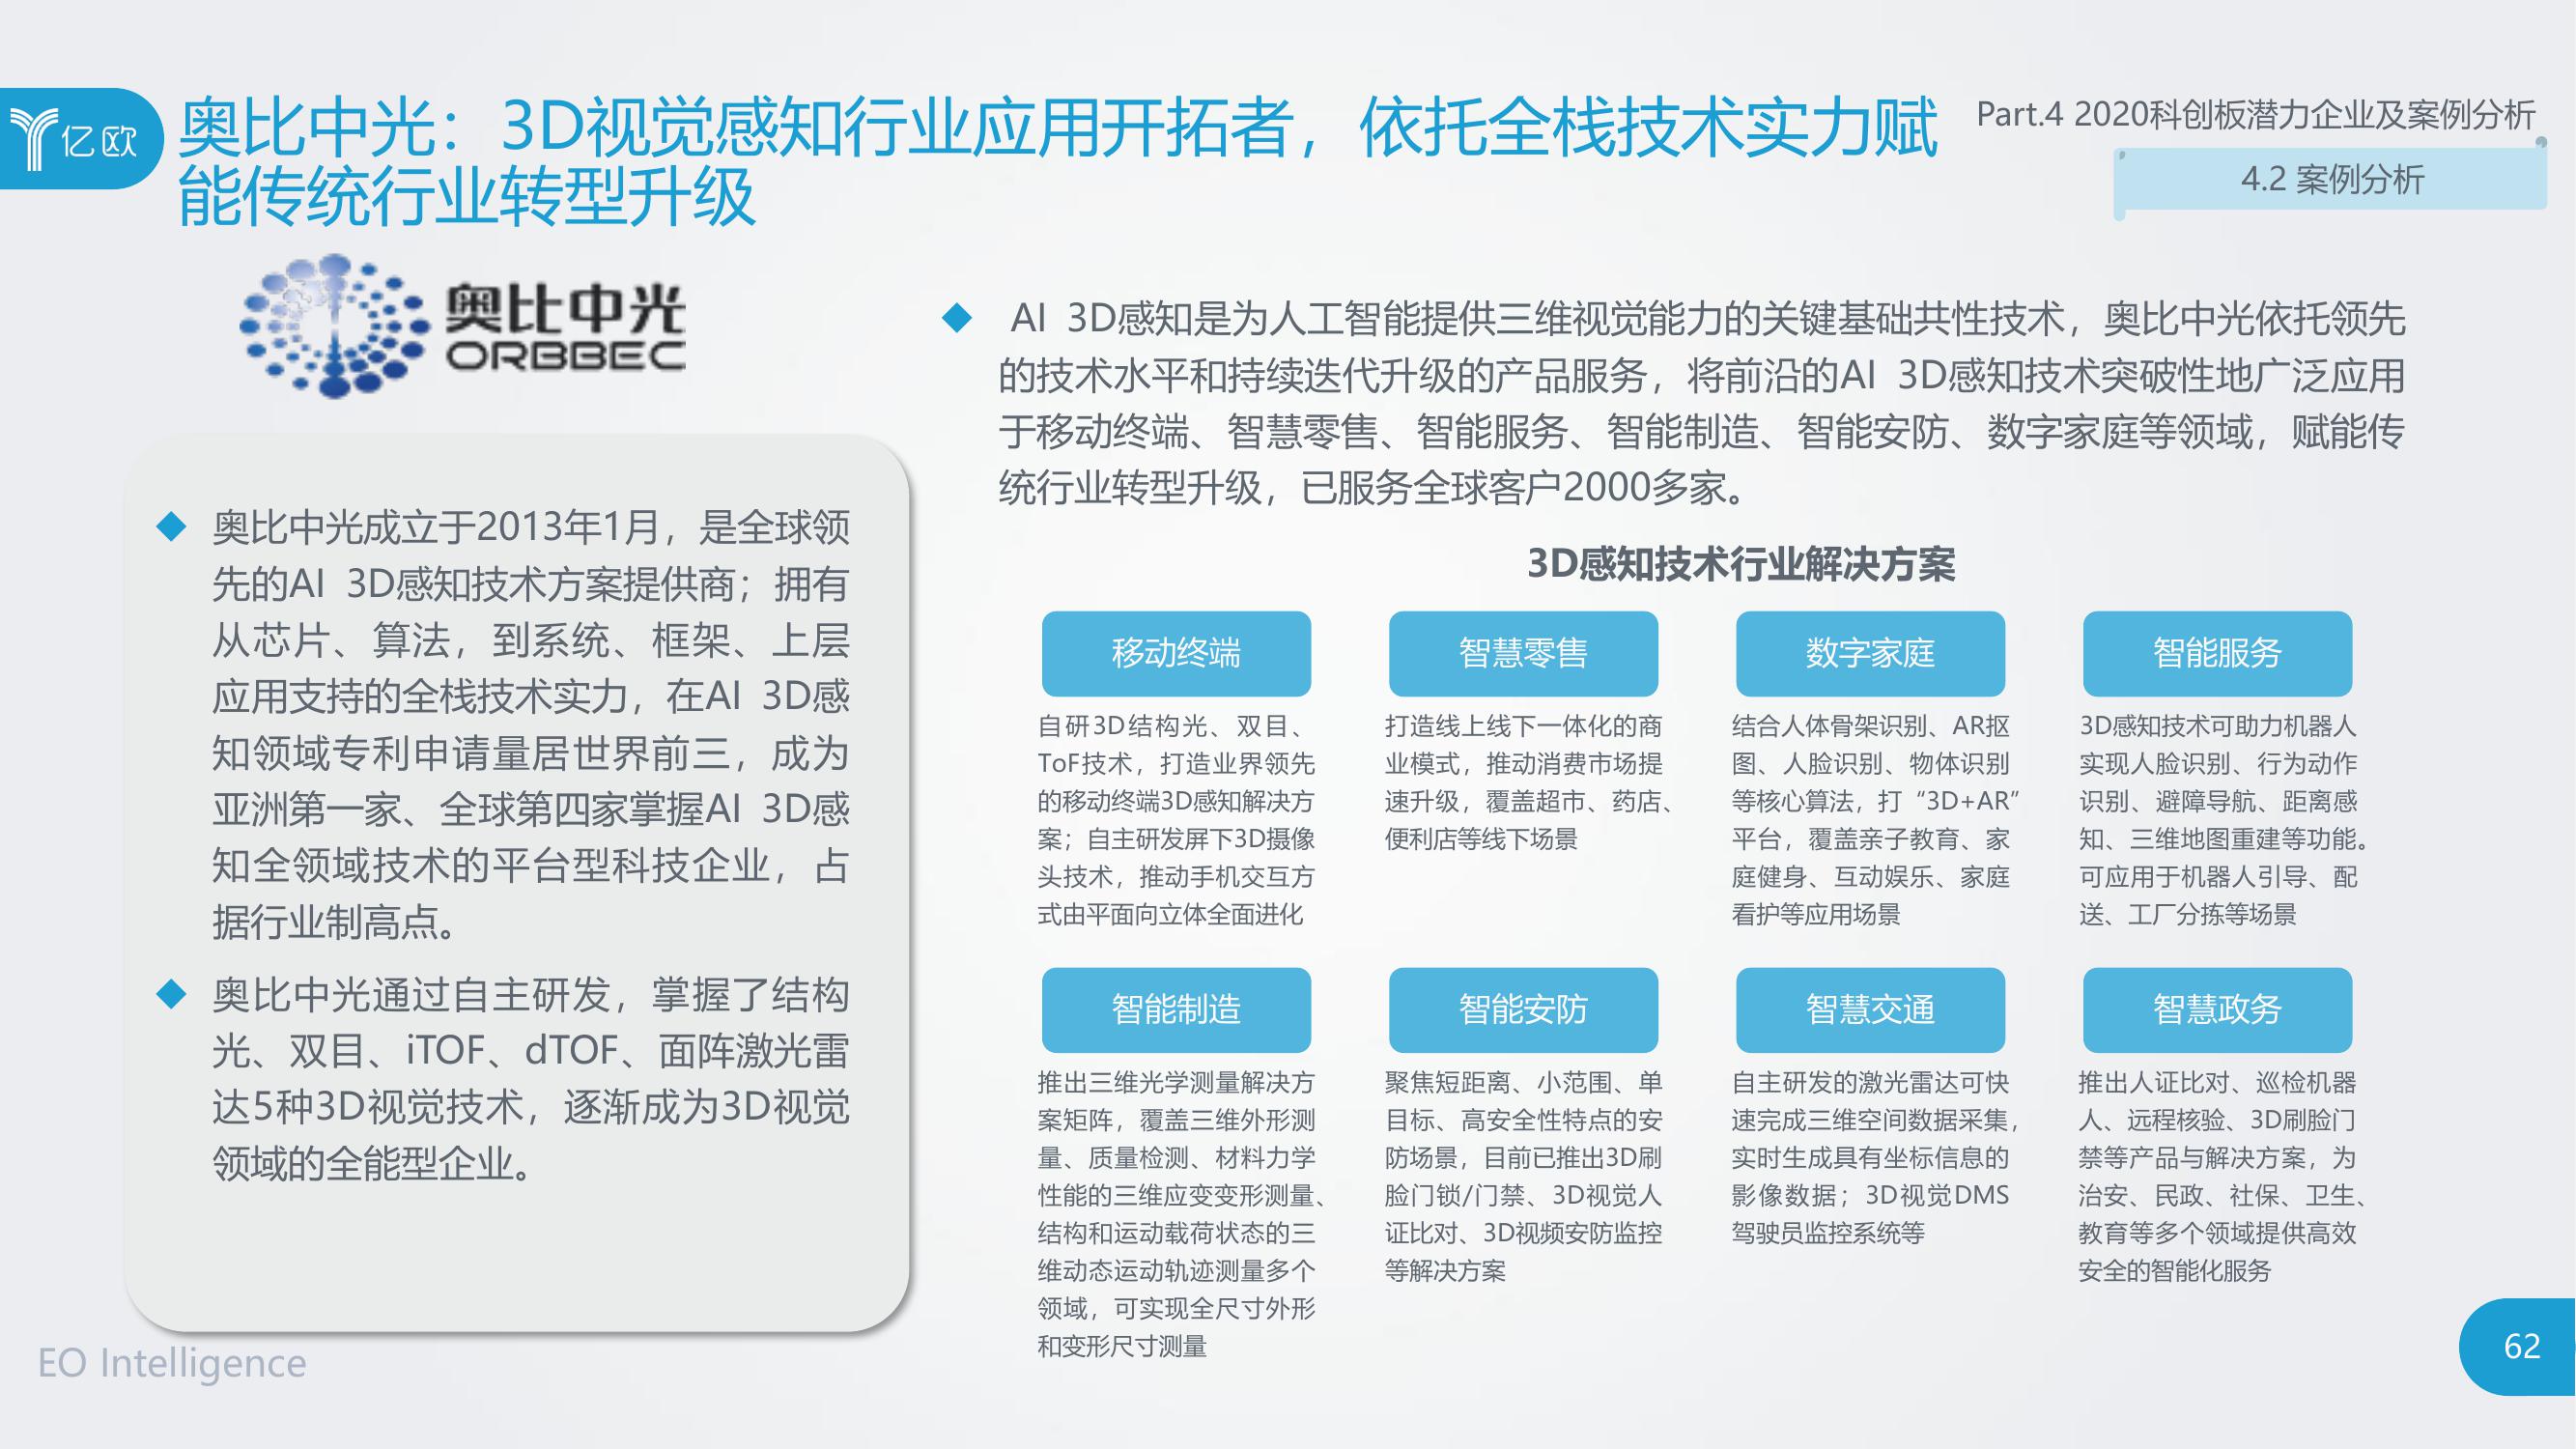 亿欧
奥比中光：3D视觉感知行业应用开拓者，依托全栈技术实力赋
能传统行业转型升级
Part.4 2020科创板潜力企业及案例分析
4.2 案例分析
奥比中光
ORBBEC
奥比中光成立于2013年1月，是全球领
先的AI 3D感知技术方案提供商；拥有
从芯片、算法，到系统、框架、上层
应用支持的全栈技术实力，在AI 3D感
知领域专利申请量居世界前三，成为
亚洲第一家、全球第四家掌握AI 3D感
知全领域技术的平台型科技企业，占
据行业制高点。
奥比中光通过自主研发，掌握了结构
光、双目、iTOF、dTOF、面阵激光雷
达5种3D视觉技术，逐渐成为3D视觉
领域的全能型企业。
AI 3D感知是为人工智能提供三维视觉能力的关键基础共性技术，奥比中光依托领先
的技术水平和持续迭代升级的产品服务，将前沿的AI 3D感知技术突破性地广泛应用
于移动终端、智慧零售、智能服务、智能制造、智能安防、数字家庭等领域，赋能传
统行业转型升级，已服务全球客户2000多家。
3D感知技术行业解决方案
移动终端
自研3D结构光、双目、
ToF技术，打造业界领先
的移动终端3D感知解决方
案；自主研发屏下3D摄像
头技术，推动手机交互方
式由平面向立体全面进化
智慧零售
打造线上线下一体化的商
业模式，推动消费市场提
速升级，覆盖超市、药店、
便利店等线下场景
数字家庭
结合人体骨架识别、AR抠
图、人脸识别、物体识别
等核心算法，打“3D+AR”
平台，覆盖亲子教育、家
庭健身、互动娱乐、家庭
看护等应用场景
智能服务
3D感知技术可助力机器人
实现人脸识别、行为动作
识别、避障导航、距离感
知、三维地图重建等功能。
可应用于机器人引导、配
送、工厂分拣等场景
智能制造
推出三维光学测量解决方
案矩阵，覆盖三维外形测
量、质量检测、材料力学
性能的三维应变变形测量、
结构和运动载荷状态的三
维动态运动轨迹测量多个
领域，可实现全尺寸外形
和变形尺寸测量
智能安防
聚焦短距离、小范围、单
目标、高安全性特点的安
防场景，目前已推出3D刷
脸门锁/门禁、3D视觉人
证比对、3D视频安防监控
等解决方案
智慧交通
自主研发的激光雷达可快
速完成三维空间数据采集，
实时生成具有坐标信息的
影像数据；3D视觉DMS
驾驶员监控系统等
智慧政务
推出人证比对、巡检机器
人、远程核验、3D刷脸门
禁等产品与解决方案，为
治安、民政、社保、卫生、
教育等多个领域提供高效
安全的智能化服务
EO Intelligence
62